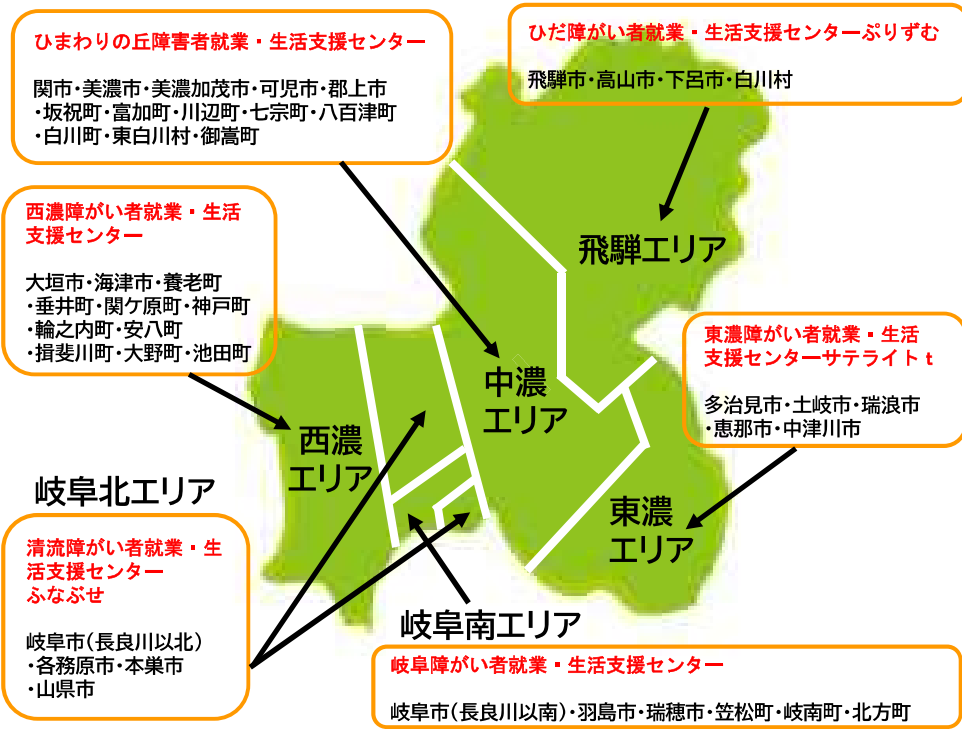 ひまわりの丘障害者就業・生活支援センター
関市・美濃市・美濃加茂市・可児市・郡上市
・坂祝町・富加町・川辺町・七宗町・八百津町
・白川町・東白川村・御嵩町
ひだ障がい者就業・生活支援センターぷりずむ
飛騨市・高山市・下呂市・白川村
西濃障がい者就業・生活
支援センター
大垣市・海津市・養老町
・垂井町・関ケ原町・神戸町
・輪之内町・安八町
・揖斐川町・大野町・池田町
飛騨エリア
東濃障がい者就業・生活
支援センターサテライトt
多治見市・土岐市・瑞浪市
・恵那市・中津川市
中濃
エリア
西濃
エリア
東濃
エリア
岐阜北エリア
清流障がい者就業・生
活支援センター
ふなぶせ
岐阜市(長良川以北)
・各務原市・本巣市
・山県市
岐阜南エリア
岐阜障がい者就業・生活支援センター
岐阜市(長良川以南)・羽島市・瑞穂市・笠松町・岐南町・北方町